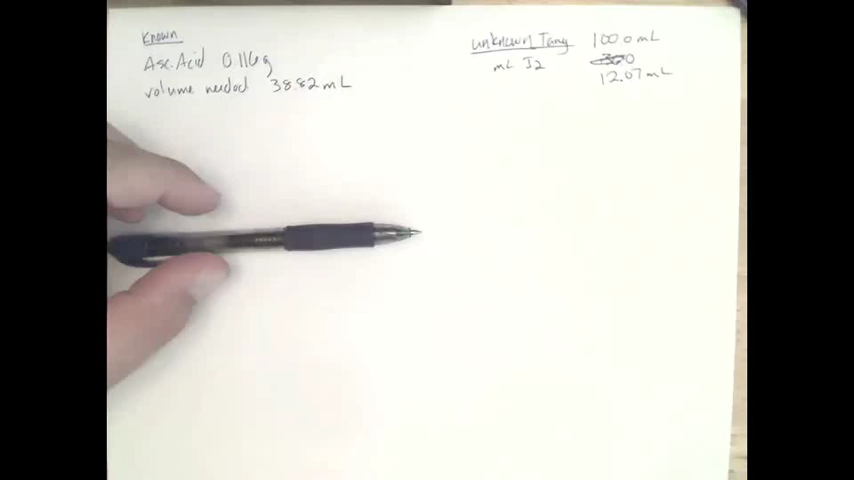 Known
Asc. Acid 0.116g
volume needed 38.82 mL
unknown Tang 100.0 mL
mL I2
12.07 mL